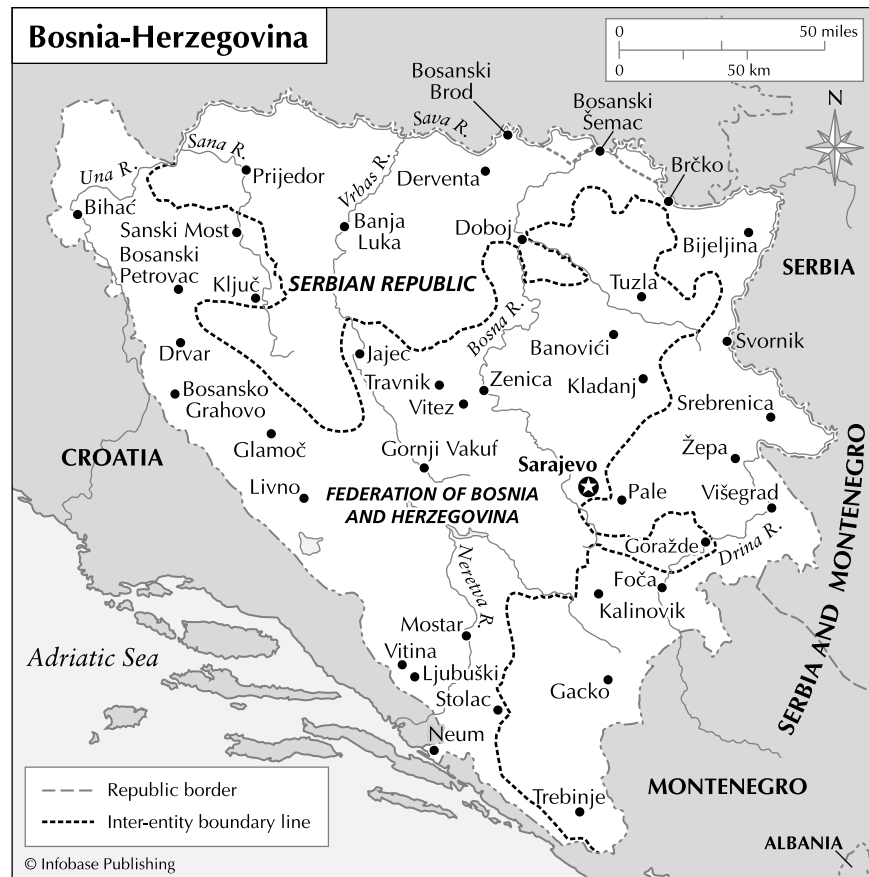 Bosnia-Herzegovina
0 50 miles
0 50 km
N
Bosanski
Brod
Sava R.
Bosanski
Šemac
Sana R.
Una R.
Prijedor
Vrbas R.
Derventa
Brčko
Bihać
Sanski Most
Banja
Luka
Doboj
Bijeljina
Bosanski
Petrovac
Ključ
SERBIAN REPUBLIC
Tuzla
SERBIA
Bosna R.
Drvar
Jajec
Banovići
Svornik
Travnik
Zenica
Kladanj
Bosansko
Grahovo
Vitez
Srebrenica
Glamoč
CROATIA
Gornji Vakuf
Sarajevo
Žepa
Livno
FEDERATION OF BOSNIA
AND HERZEGOVINA
Pale
Višegrad
Goražde
Drina R.
Neretva R.
Foča
Kalinovik
SERBIA AND MONTENEGRO
Mostar
Adriatic Sea
Vitina
Ljubuški
Stolac
Gacko
Neum
MONTENEGRO
Trebinje
Republic border
Inter-entity boundary line
ALBANIA
© Infobase Publishing